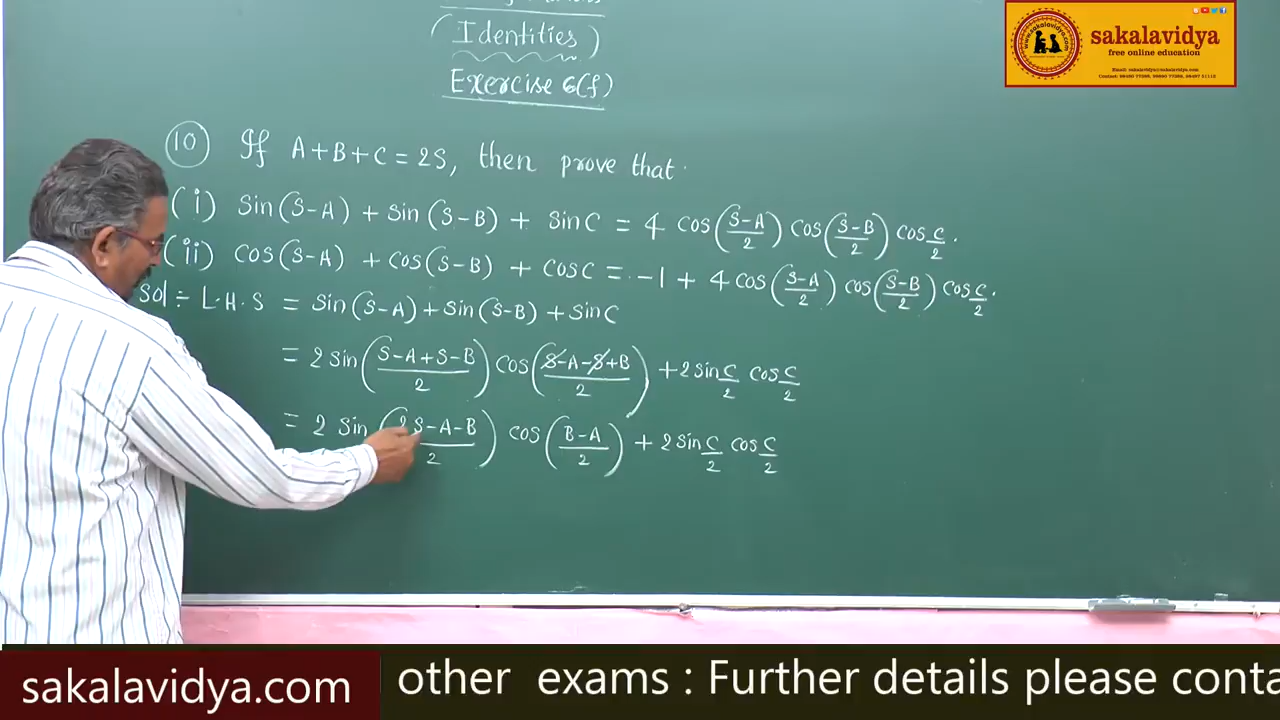 (Identities)
Exercise 6(f)
(10) If A+B+C = 2S, then prove that.
(i) Sin(S-A) + Sin(S-B) + SinC = 4 Cos((S-A)/2) Cos((S-B)/2) Cos C/2.
(ii) Cos(S-A) + Cos(S-B) + CosC = -1 + 4 Cos((S-A)/2) Cos((S-B)/2) Cos C/2.
Sol:- L.H.S = Sin(S-A) + Sin(S-B) + SinC
= 2 Sin((S-A+S-B)/2) Cos((S-A-S+B)/2) + 2 Sin C/2 Cos C/2
= 2 Sin((2S-A-B)/2) Cos((B-A)/2) + 2 Sin C/2 Cos C/2
sakalavidya
free online education
sakalavidya.com
other exams : Further details please conta